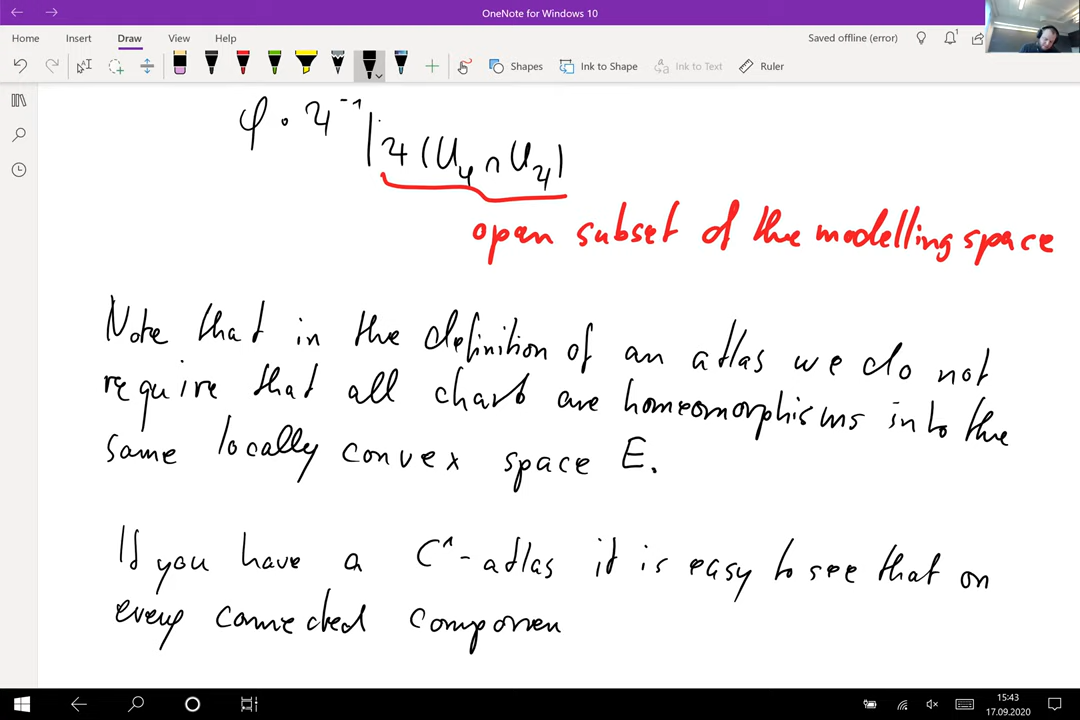 OneNote for Windows 10
Home Insert Draw View Help
Saved offline (error)
Shapes Ink to Shape Ink to Text Ruler
φ ∘ ψ⁻¹ |ψ(U_φ ∩ U_ψ)
open subset of the modelling space
Note that in the definition of an atlas we do not
require that all charts are homeomorphisms into the
same locally convex space E.
If you have a C¹-atlas it is easy to see that on
every connected componen
15:43
17.09.2020